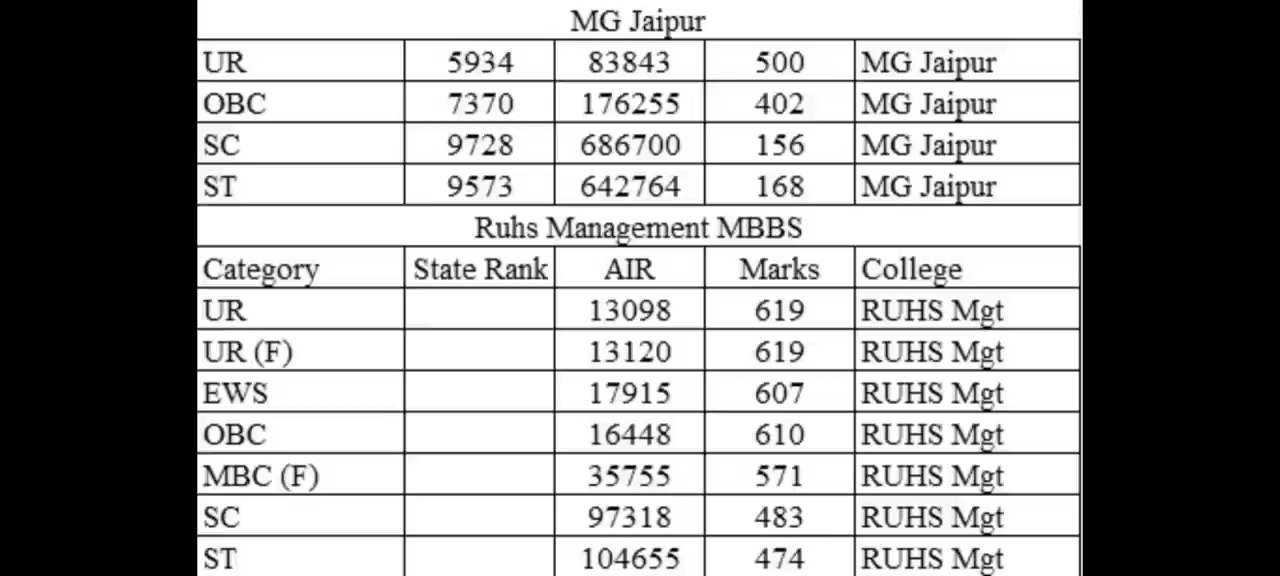 MG Jaipur
UR 5934 83843 500 MG Jaipur
OBC 7370 176255 402 MG Jaipur
SC 9728 686700 156 MG Jaipur
ST 9573 642764 168 MG Jaipur
Ruhs Management MBBS
Category State Rank AIR Marks College
UR 13098 619 RUHS Mgt
UR (F) 13120 619 RUHS Mgt
EWS 17915 607 RUHS Mgt
OBC 16448 610 RUHS Mgt
MBC (F) 35755 571 RUHS Mgt
SC 97318 483 RUHS Mgt
ST 104655 474 RUHS Mgt